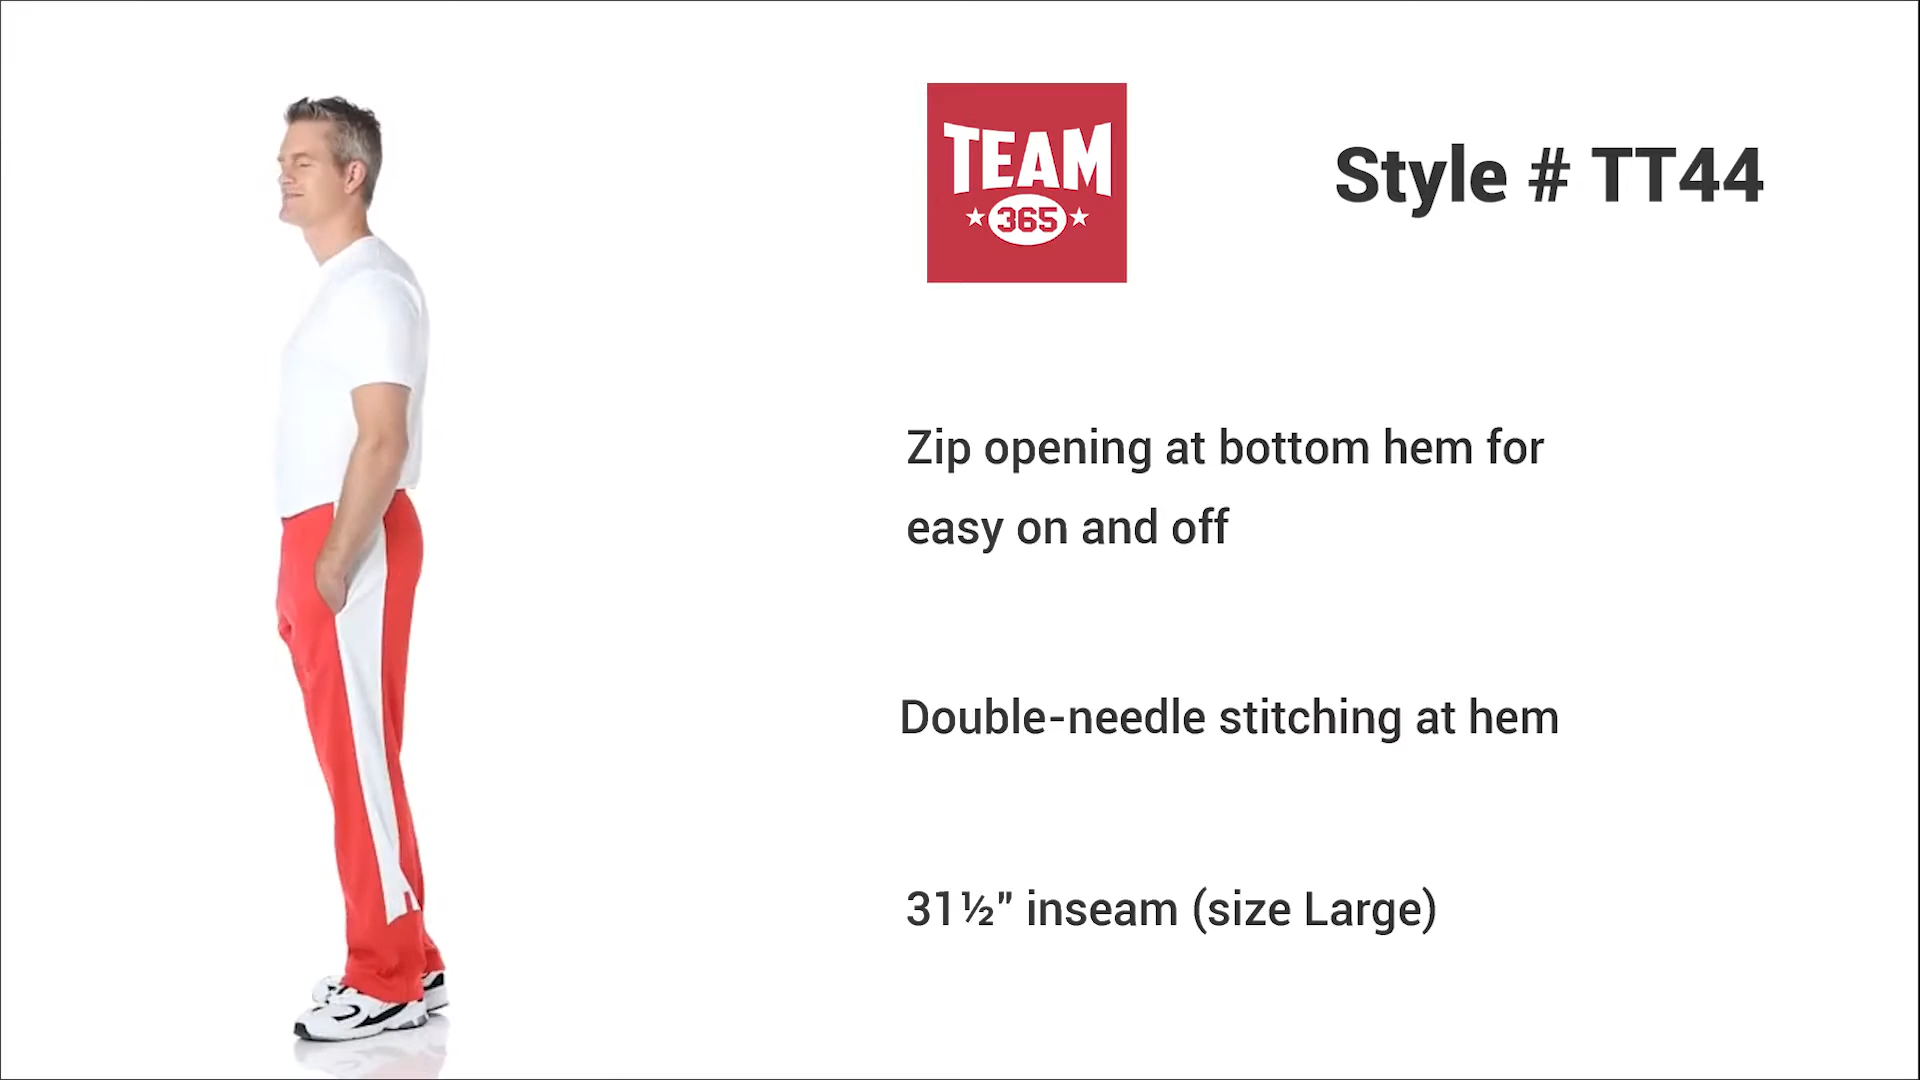 TEAM
365
Style # TT44
Zip opening at bottom hem for
easy on and off
Double-needle stitching at hem
31½" inseam (size Large)